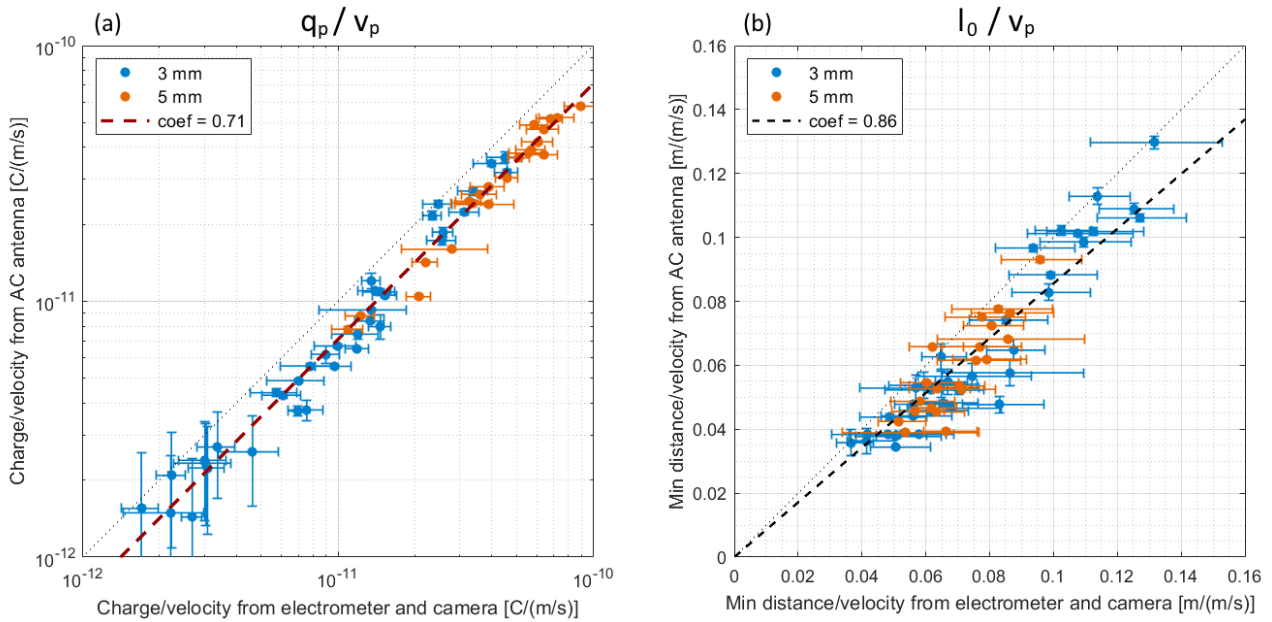 (a)
q_p / v_p
10^-10
10^-11
10^-12
Charge/velocity from AC antenna [C/(m/s)]
3 mm
5 mm
coef = 0.71
10^-12
10^-11
10^-10
Charge/velocity from electrometer and camera [C/(m/s)]
(b)
l_0 / v_p
0.16
0.14
0.12
0.1
0.08
0.06
0.04
0.02
0
Min distance/velocity from AC antenna [m/(m/s)]
3 mm
5 mm
coef = 0.86
0
0.02
0.04
0.06
0.08
0.1
0.12
0.14
0.16
Min distance/velocity from electrometer and camera [m/(m/s)]